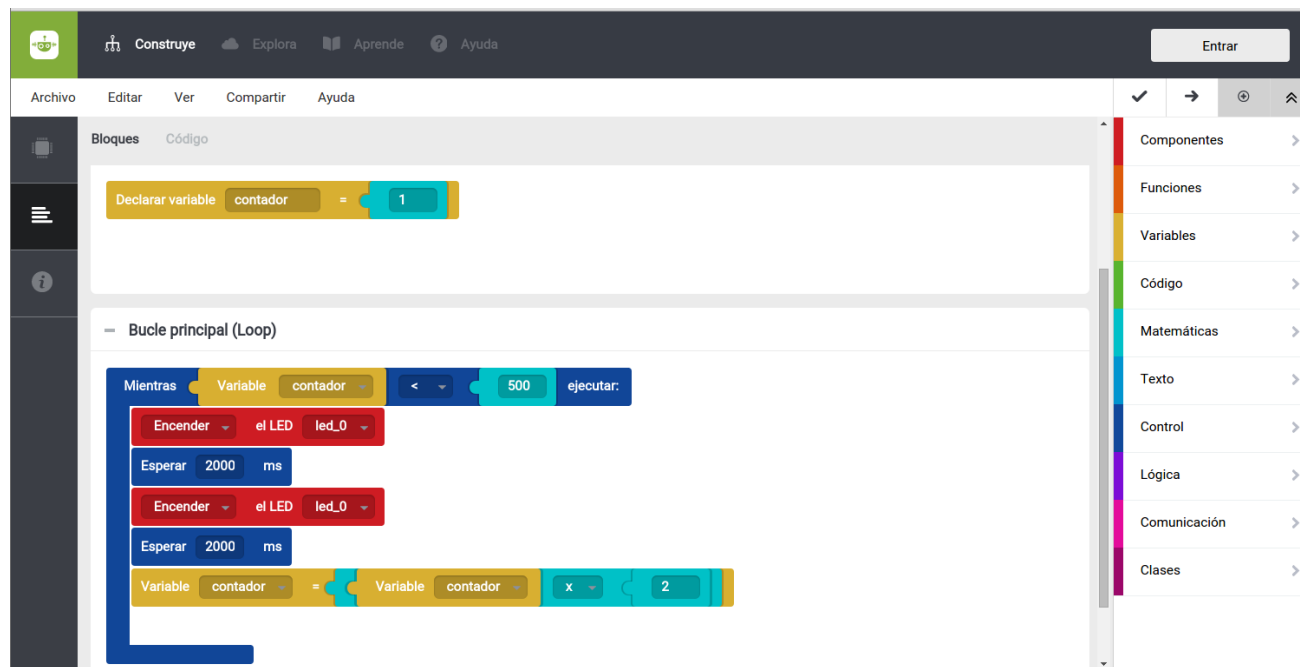 Construye Explora Aprende Ayuda Entrar
Archivo Editar Ver Compartir Ayuda
Bloques Código
Declarar variable contador = 1
Bucle principal (Loop)
Mientras Variable contador < 500 ejecutar:
Encender el LED led_0
Esperar 2000 ms
Encender el LED led_0
Esperar 2000 ms
Variable contador = Variable contador x 2
Componentes
Funciones
Variables
Código
Matemáticas
Texto
Control
Lógica
Comunicación
Clases